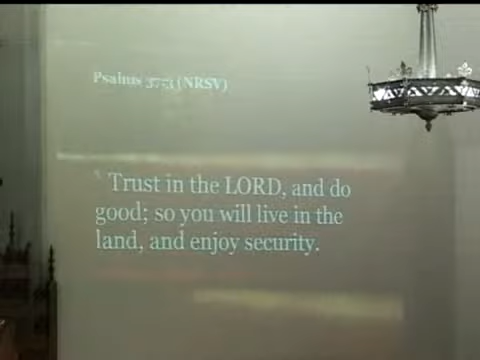 Psalms 37:3 (NRSV)
Trust in the LORD, and do
good; so you will live in the
land, and enjoy security.